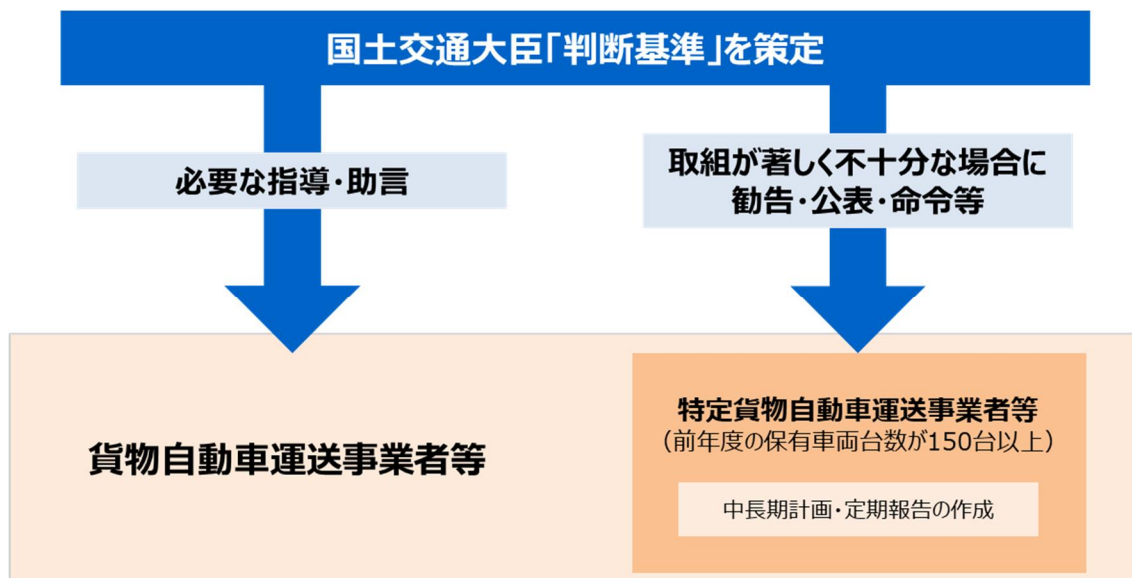 国土交通大臣「判断基準」を策定
必要な指導・助言
取組が著しく不十分な場合に
勧告・公表・命令等
貨物自動車運送事業者等
特定貨物自動車運送事業者等
（前年度の保有車両台数が150台以上）
中長期計画・定期報告の作成